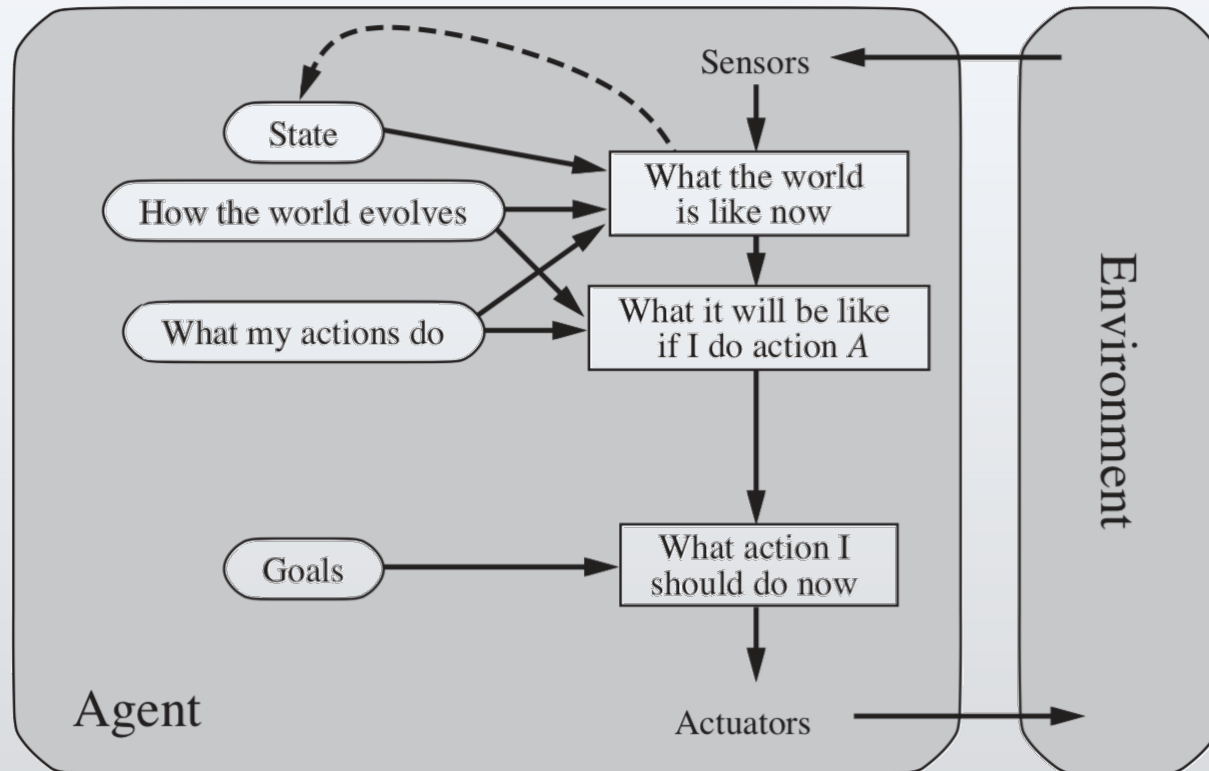 Sensors
State
What the world
is like now
How the world evolves
What my actions do
What it will be like
if I do action A
Goals
What action I
should do now
Agent
Actuators
Environment